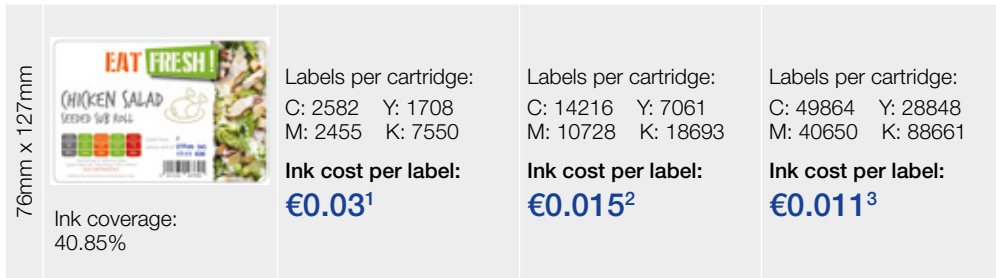 76mm x 127mm
EAT FRESH!
CHICKEN SALAD
SEEDED SUB ROLL
Ink coverage:
40.85%
Labels per cartridge:
C: 2582 Y: 1708
M: 2455 K: 7550
Ink cost per label:
€0.03¹
Labels per cartridge:
C: 14216 Y: 7061
M: 10728 K: 18693
Ink cost per label:
€0.015²
Labels per cartridge:
C: 49864 Y: 28848
M: 40650 K: 88661
Ink cost per label:
€0.011³